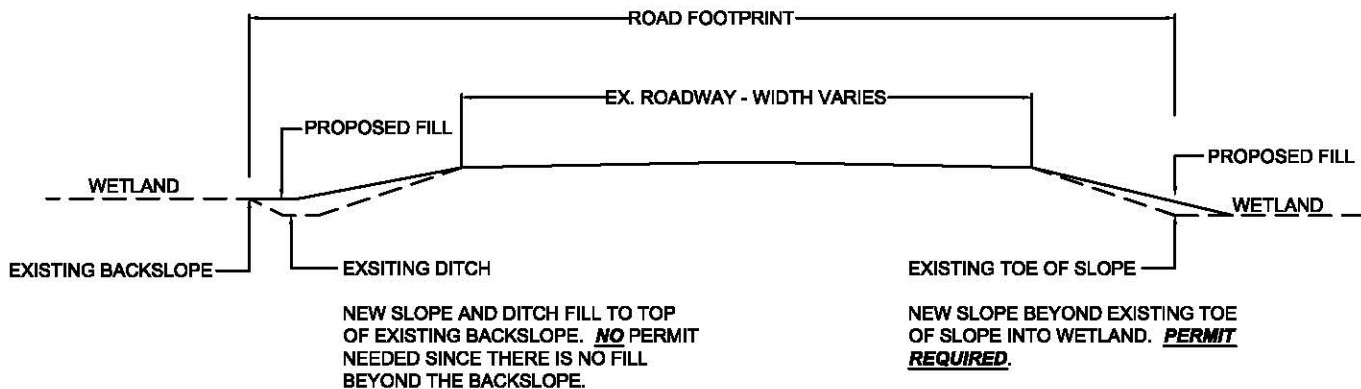 ROAD FOOTPRINT
EX. ROADWAY - WIDTH VARIES
PROPOSED FILL
PROPOSED FILL
WETLAND
WETLAND
EXISTING BACKSLOPE
EXSITING DITCH
EXISTING TOE OF SLOPE
NEW SLOPE AND DITCH FILL TO TOP
OF EXISTING BACKSLOPE. NO PERMIT
NEEDED SINCE THERE IS NO FILL
BEYOND THE BACKSLOPE.
NEW SLOPE BEYOND EXISTING TOE
OF SLOPE INTO WETLAND. PERMIT
REQUIRED.